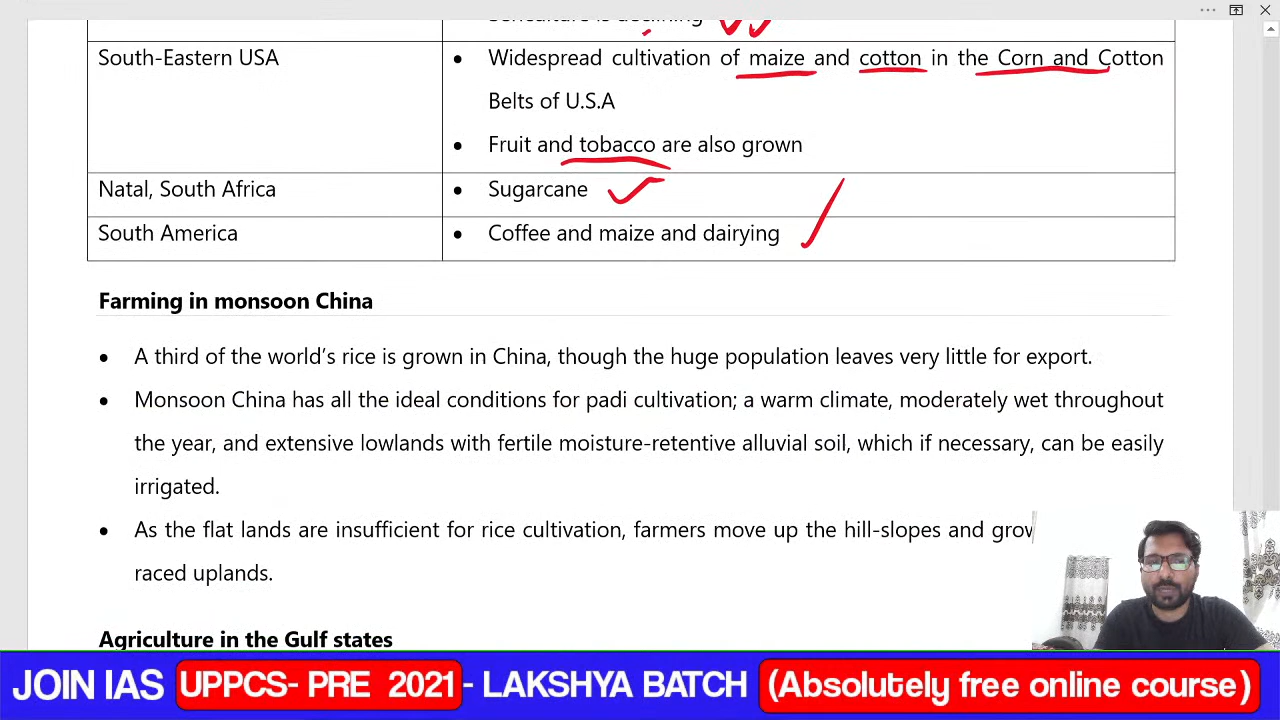 South-Eastern USA
• Widespread cultivation of maize and cotton in the Corn and Cotton
Belts of U.S.A
• Fruit and tobacco are also grown
Natal, South Africa
• Sugarcane
South America
• Coffee and maize and dairying
Farming in monsoon China
• A third of the world’s rice is grown in China, though the huge population leaves very little for export.
• Monsoon China has all the ideal conditions for padi cultivation; a warm climate, moderately wet throughout
the year, and extensive lowlands with fertile moisture-retentive alluvial soil, which if necessary, can be easily
irrigated.
• As the flat lands are insufficient for rice cultivation, farmers move up the hill-slopes and grow
raced uplands.
Agriculture in the Gulf states
JOIN IAS UPPCS- PRE 2021 - LAKSHYA BATCH (Absolutely free online course)